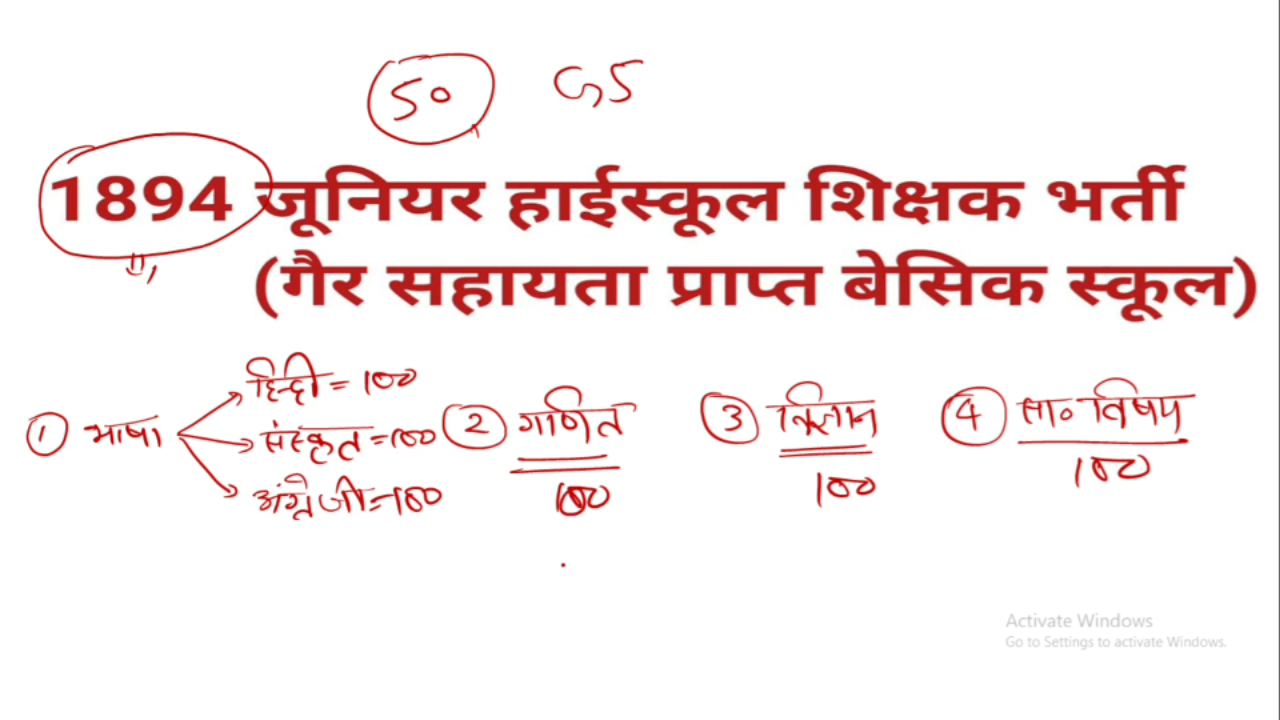 50 GS
1894 जूनियर हाईस्कूल शिक्षक भर्ती
(गैर सहायता प्राप्त बेसिक स्कूल)
① भाषा
हिन्दी = 100
संस्कृत = 100
अंग्रेजी = 100
② गणित
100
③ विज्ञान
100
④ सा० विषय
100
Activate Windows
Go to Settings to activate Windows.